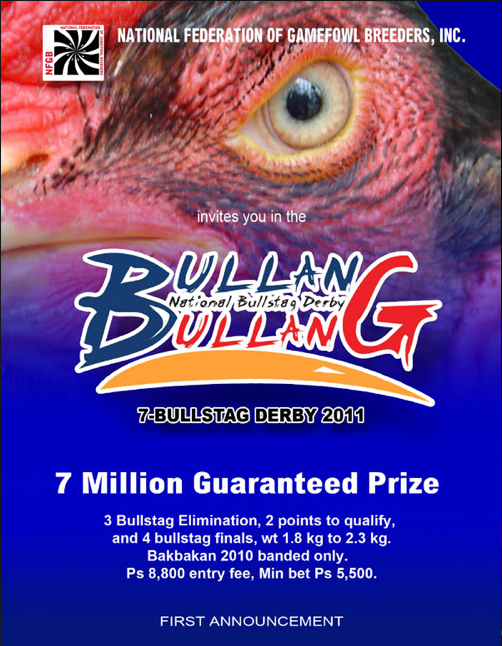 NFGB
NATIONAL FEDERATION
NATIONAL FEDERATION OF GAMEFOWL BREEDERS, INC.
invites you in the
BULLANG
National Bullstag Derby
BULLANG
7-BULLSTAG DERBY 2011
7 Million Guaranteed Prize
3 Bullstag Elimination, 2 points to qualify,
and 4 bullstag finals, wt 1.8 kg to 2.3 kg.
Bakbakan 2010 banded only.
Ps 8,800 entry fee, Min bet Ps 5,500.
FIRST ANNOUNCEMENT